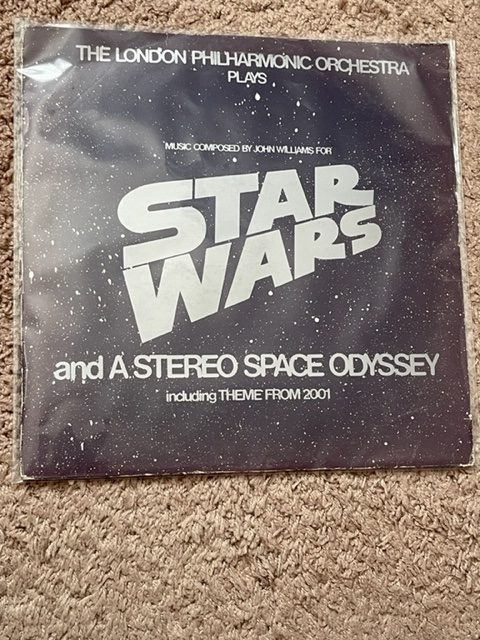 THE LONDON PHILHARMONIC ORCHESTRA
PLAYS
MUSIC COMPOSED BY JOHN WILLIAMS FOR
STAR
WARS
and A STEREO SPACE ODYSSEY
including THEME FROM 2001